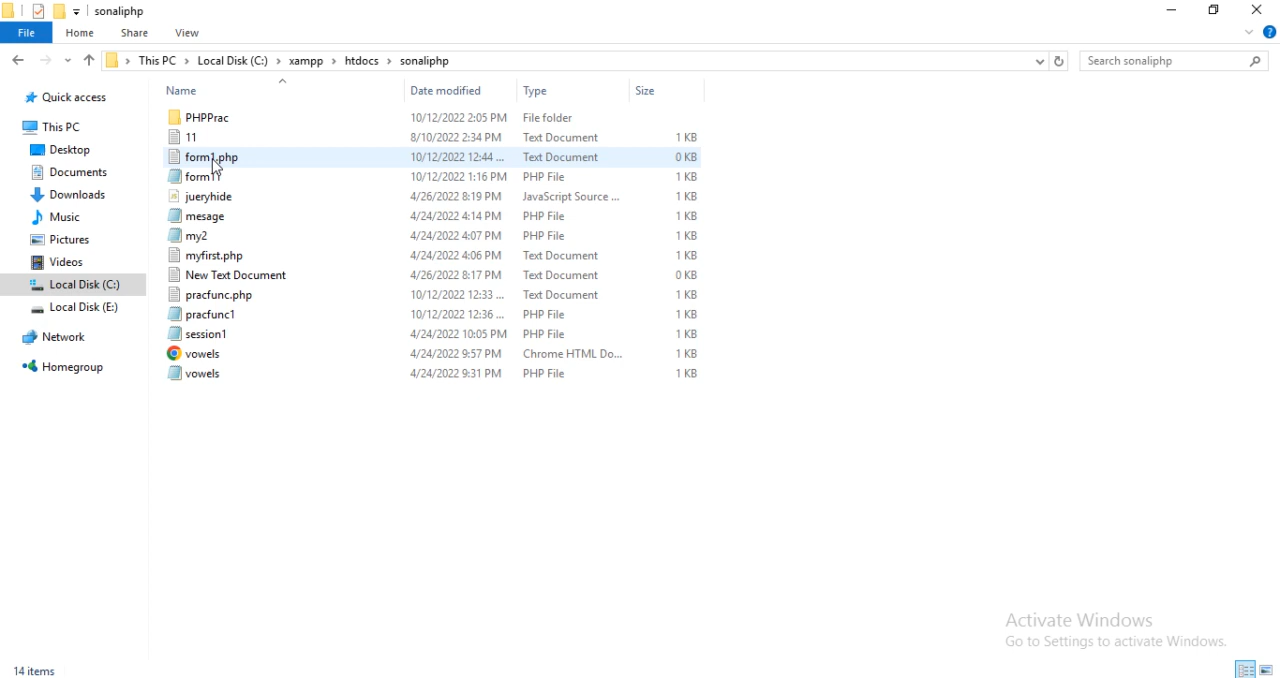 sonaliphp
File Home Share View
This PC › Local Disk (C:) › xampp › htdocs › sonaliphp Search sonaliphp
Quick access
This PC
Desktop
Documents
Downloads
Music
Pictures
Videos
Local Disk (C:)
Local Disk (E:)
Network
Homegroup
Name Date modified Type Size
PHPPrac 10/12/2022 2:05 PM File folder
11 8/10/2022 2:34 PM Text Document 1 KB
form1.php 10/12/2022 12:44 ... Text Document 0 KB
form11 10/12/2022 1:16 PM PHP File 1 KB
jueryhide 4/26/2022 8:19 PM JavaScript Source ... 1 KB
mesage 4/24/2022 4:14 PM PHP File 1 KB
my2 4/24/2022 4:07 PM PHP File 1 KB
myfirst.php 4/24/2022 4:06 PM Text Document 1 KB
New Text Document 4/26/2022 8:17 PM Text Document 0 KB
pracfunc.php 10/12/2022 12:33 ... Text Document 1 KB
pracfunc1 10/12/2022 12:36 ... PHP File 1 KB
session1 4/24/2022 10:05 PM PHP File 1 KB
vowels 4/24/2022 9:57 PM Chrome HTML Do... 1 KB
vowels 4/24/2022 9:31 PM PHP File 1 KB
Activate Windows
Go to Settings to activate Windows.
14 items